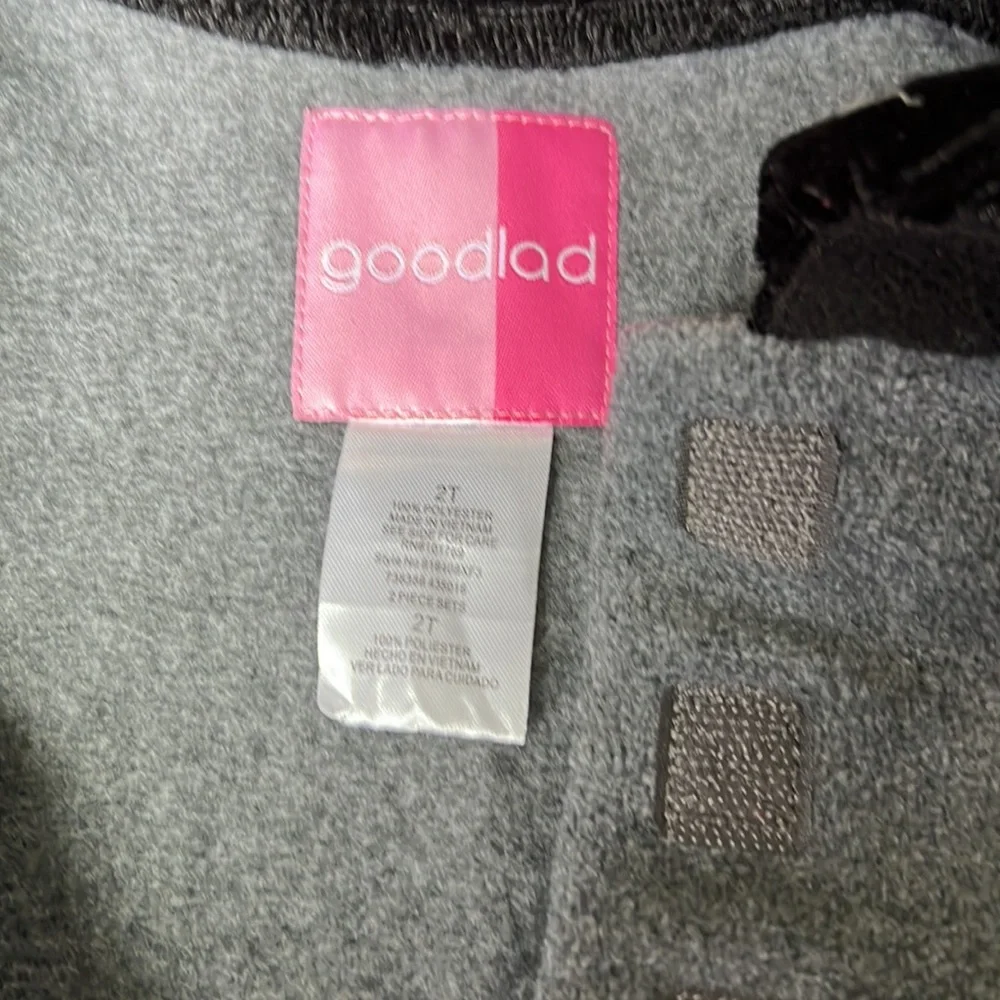 goodlad
2T
100% POLYESTER
MADE IN VIETNAM
SEE SIDE FOR CARE
2 PIECE SETS
2T
100% POLIESTER
HECHO EN VIETNAM
VER LADO PARA CUIDADO